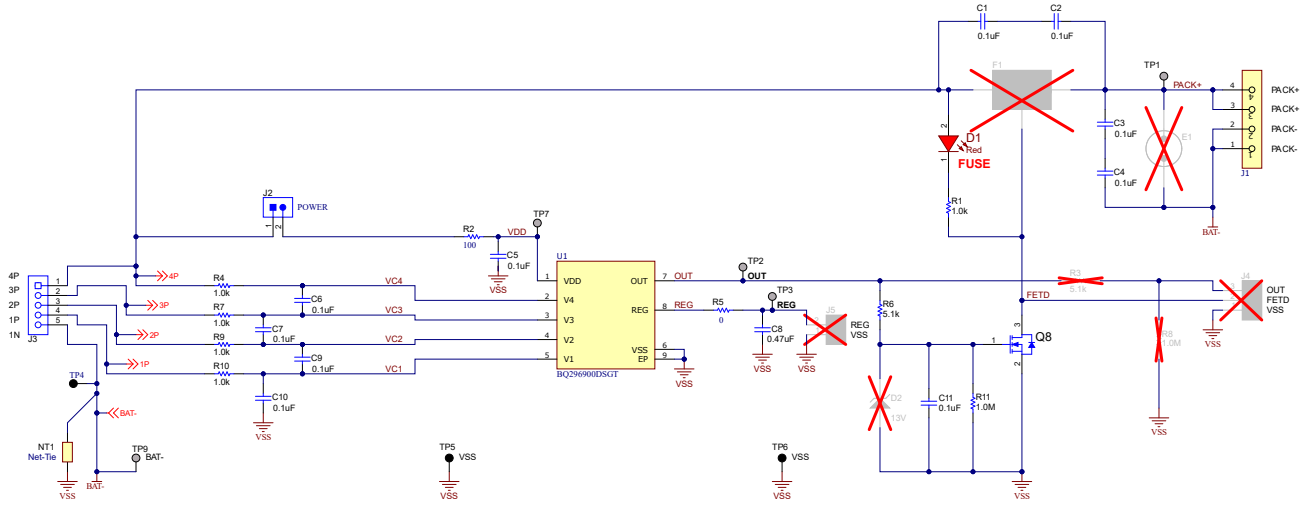 C1
0.1uF
C2
0.1uF
F1
TP1
PACK+
4
3
2
1
4
3
2
1
PACK+
PACK+
PACK-
PACK-
J1
C3
0.1uF
C4
0.1uF
E1
BAT-
2
1
D1
Red
FUSE
R1
1.0k
J2
POWER
1
2
R2
100
VDD
TP7
C5
0.1uF
VSS
4P
3P
2P
1P
1N
1
2
3
4
5
J3
4P
3P
2P
1P
R4
1.0k
R7
1.0k
R9
1.0k
R10
1.0k
C6
0.1uF
C7
0.1uF
C9
0.1uF
C10
0.1uF
VSS
VC4
VC3
VC2
VC1
U1
1
2
3
4
5
VDD
V4
V3
V2
V1
OUT
REG
VSS
EP
7
8
6
9
BQ296900DSGT
VSS
OUT
TP2
OUT
REG
R5
0
TP3
REG
C8
0.47uF
VSS
J5
REG
VSS
VSS
R6
5.1k
D2
13V
C11
0.1uF
R11
1.0M
FETD
3
1
2
Q8
VSS
R3
5.1k
R8
1.0M
VSS
J4
OUT
FETD
VSS
VSS
TP4
BAT-
NT1
Net-Tie
VSS
BAT-
TP9
BAT-
TP5
VSS
VSS
TP6
VSS
VSS